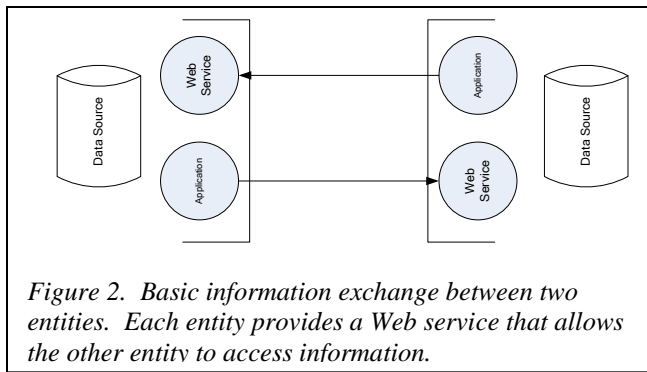 Data Source
Web
Service
Application
Application
Web
Service
Data Source
Figure 2.  Basic information exchange between two
entities.  Each entity provides a Web service that allows
the other entity to access information.